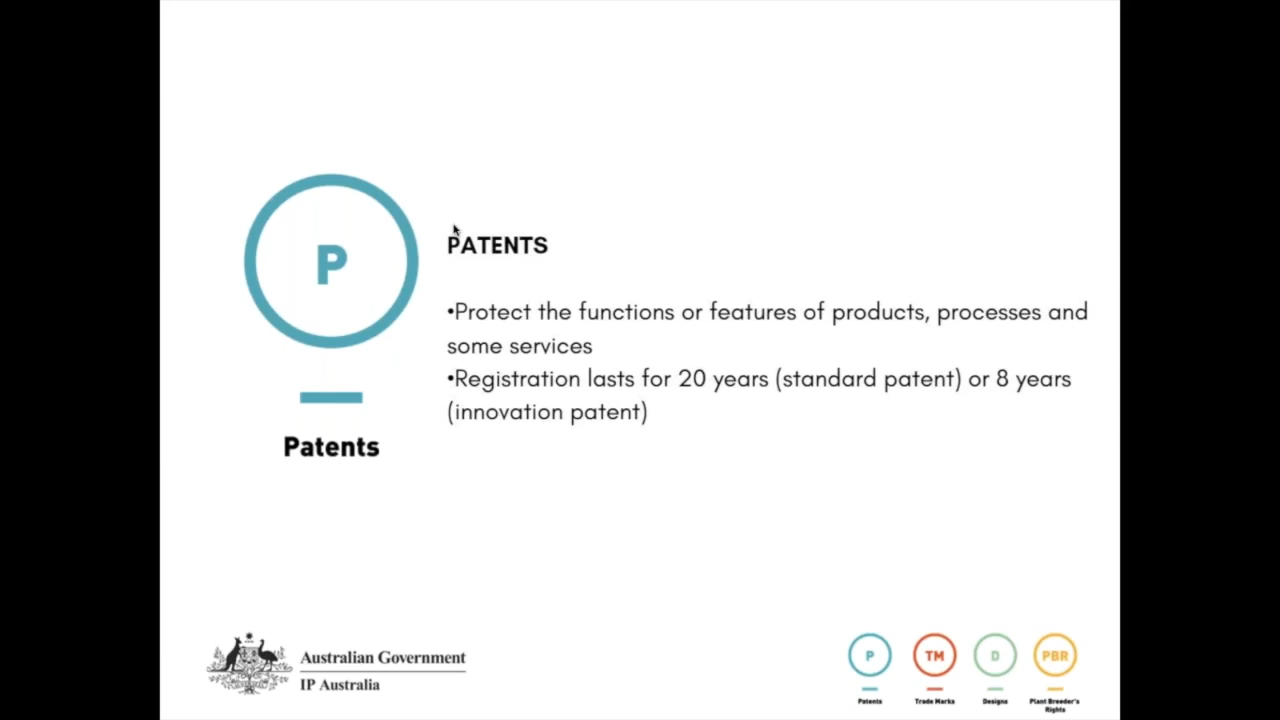 P
Patents
PATENTS
•Protect the functions or features of products, processes and
some services
•Registration lasts for 20 years (standard patent) or 8 years
(innovation patent)
Australian Government
IP Australia
P
Patents
TM
Trade Marks
D
Designs
PBR
Plant Breeder's
Rights